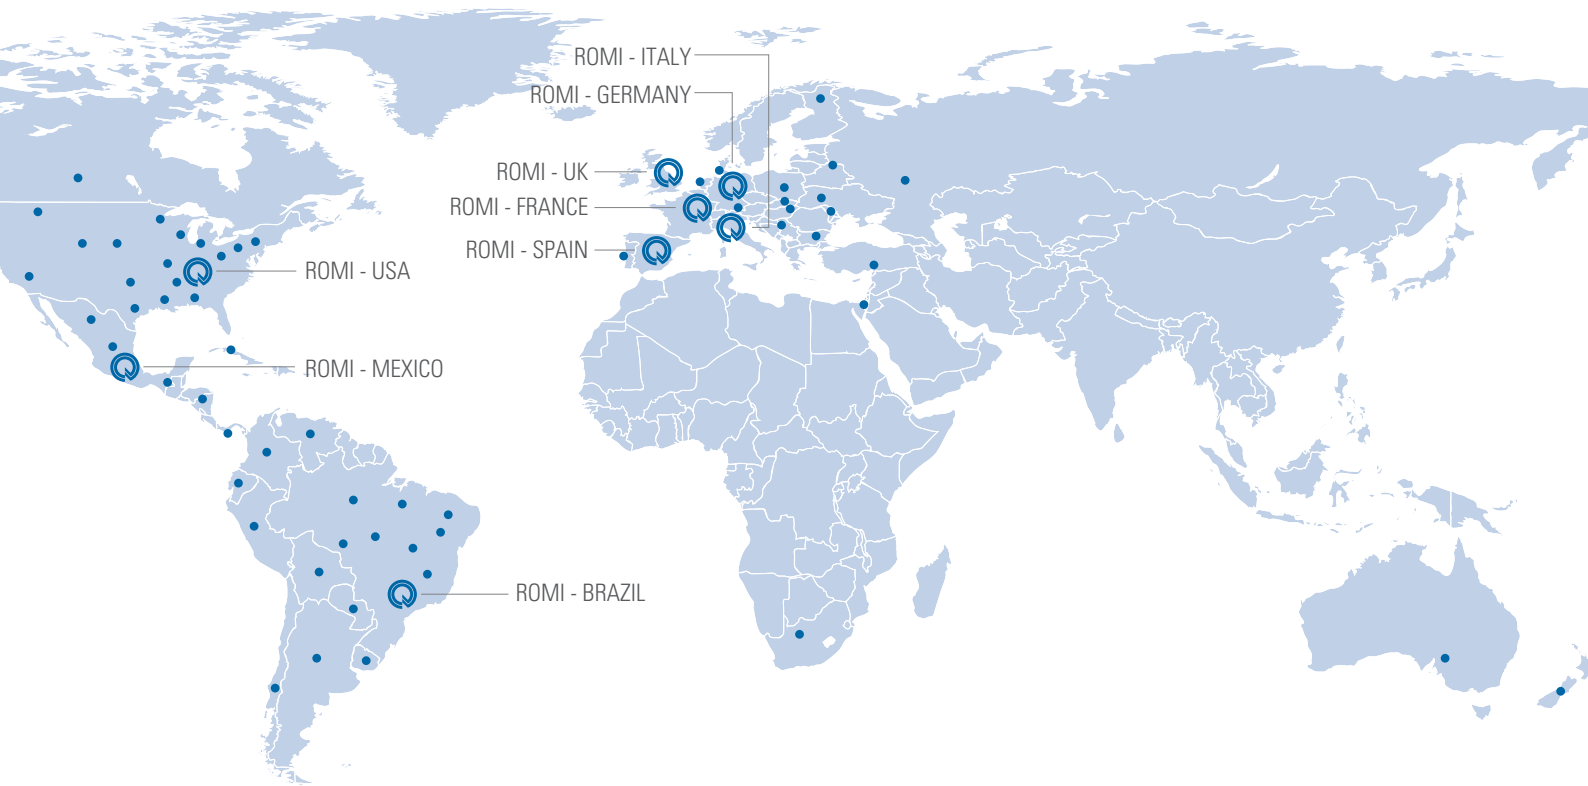 ROMI - ITALY
ROMI - GERMANY
ROMI - UK
ROMI - FRANCE
ROMI - SPAIN
ROMI - USA
ROMI - MEXICO
ROMI - BRAZIL